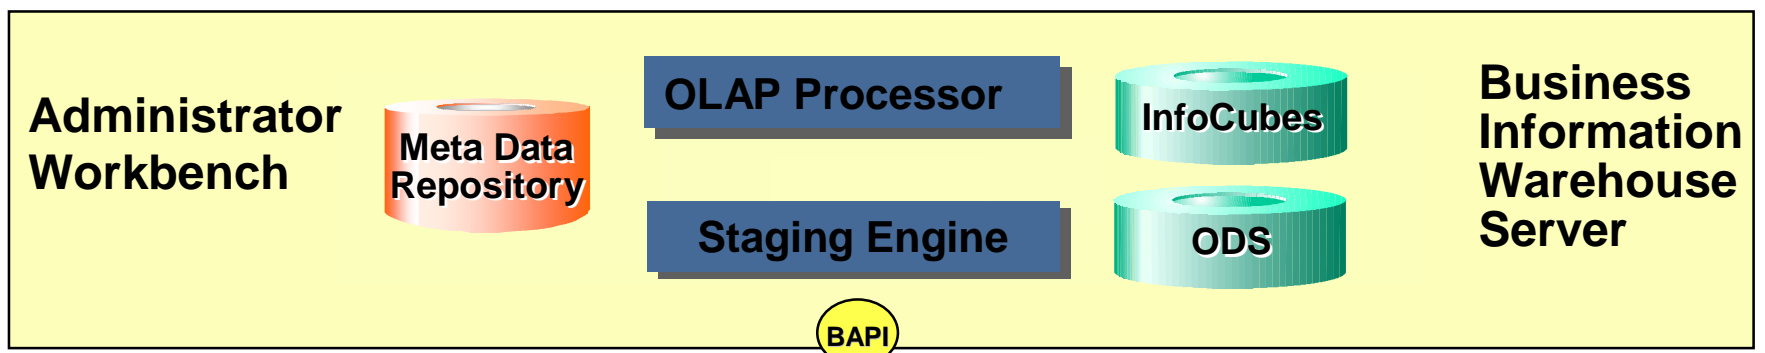 Administrator
Workbench
Meta Data
Repository
OLAP Processor
Staging Engine
BAPI
InfoCubes
ODS
Business
Information
Warehouse
Server